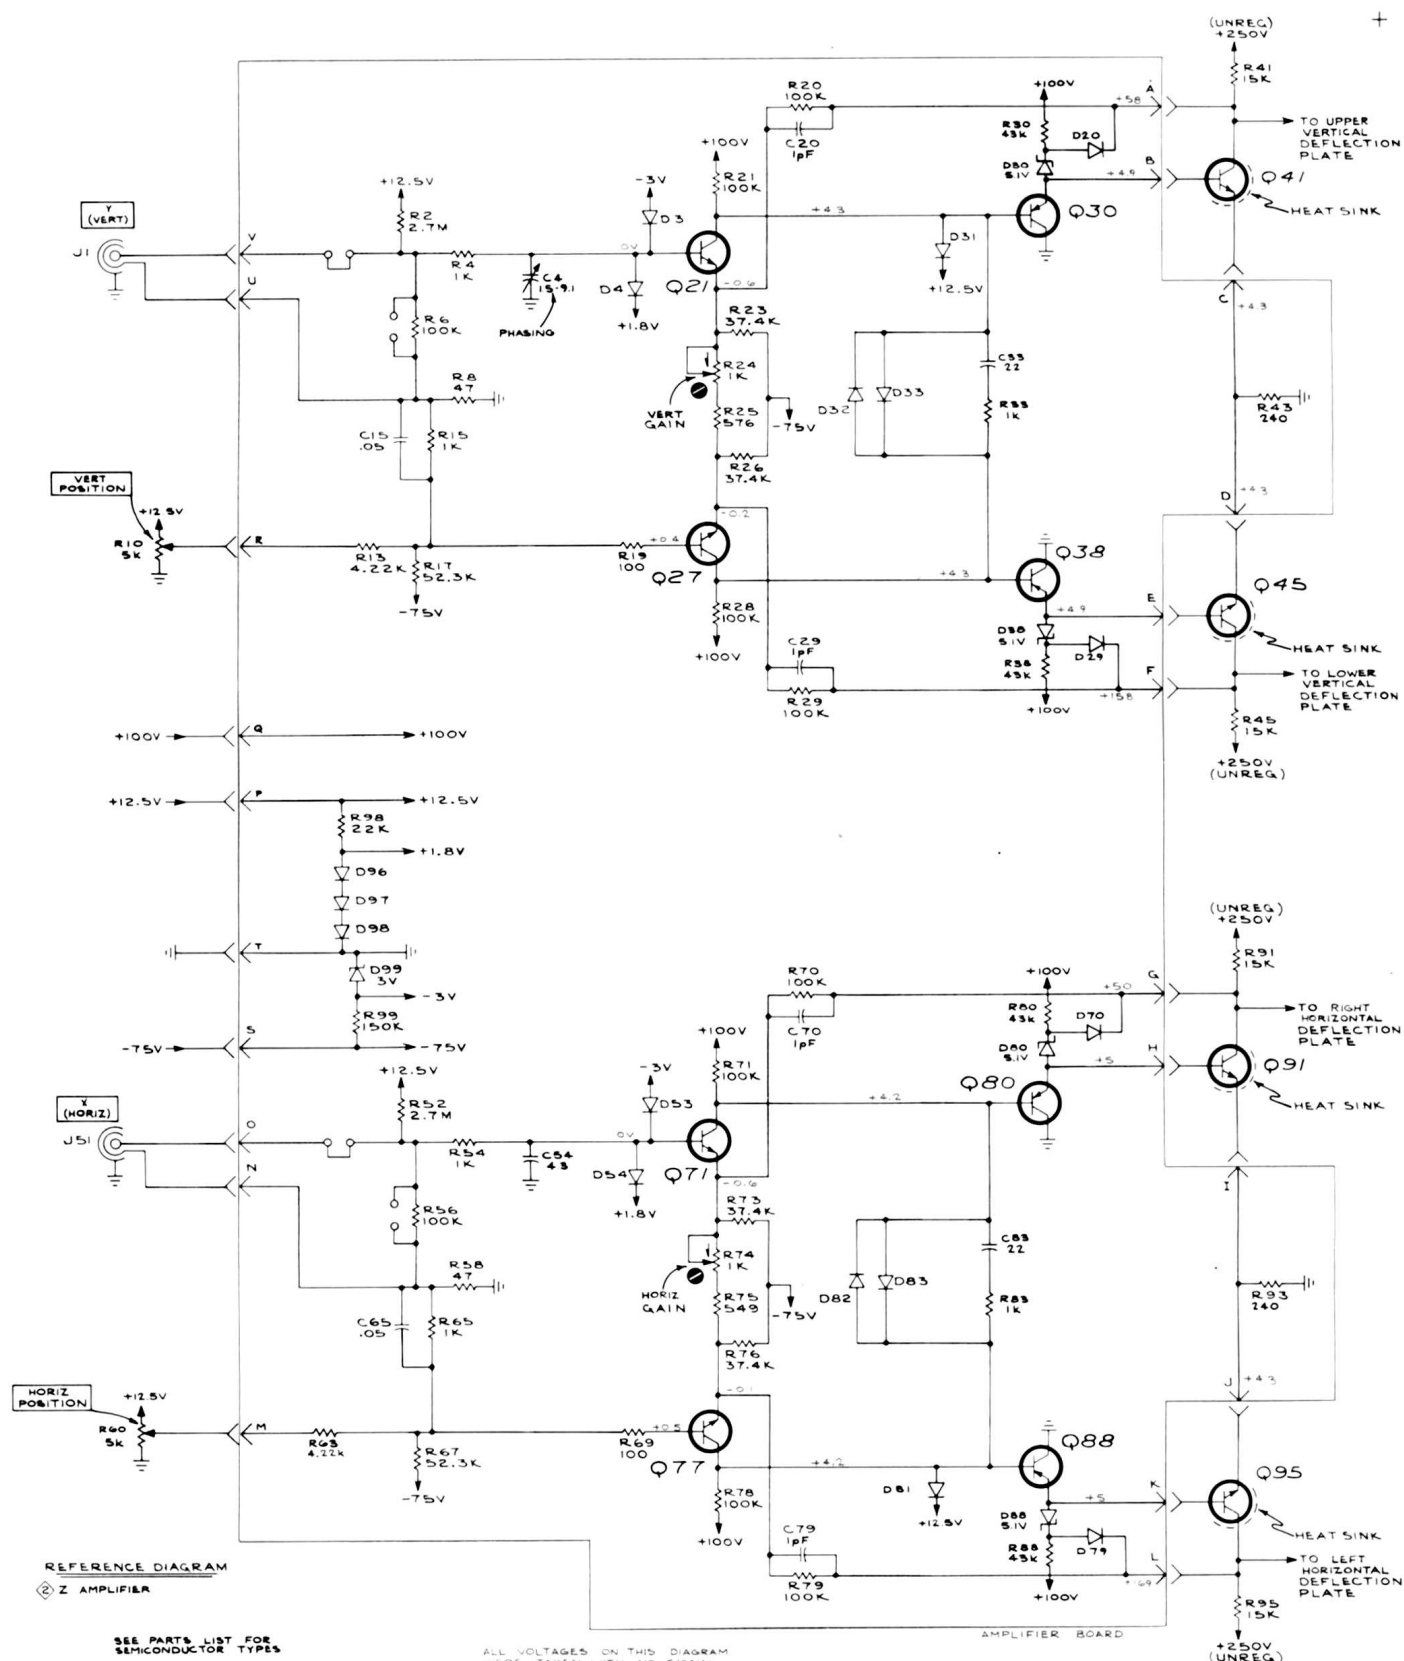 (UNREG)
+250V
R41
15K
TO UPPER
VERTICAL
DEFLECTION
PLATE
A
+58
R20
100K
C20
1pF
+100V
R30
43K
D20
D30
5.1V
B
+4.9
Q41
HEAT SINK
Q30
+100V
R21
100K
+4.3
D31
+12.5V
-3V
D3
+12.5V
R2
2.7M
Y
(VERT)
J1
V
U
R4
1K
C4
1.5-9.1
PHASING
0V
D4
+1.8V
Q21
-0.6
R6
100K
R8
47
C15
.05
R15
1K
R23
37.4K
R24
1K
VERT
GAIN
R25
576
-75V
R26
37.4K
D32
D33
C33
22
R33
1K
C
+4.3
R43
240
D
+4.3
VERT
POSITION
+12.5V
R10
5K
R
R13
4.22K
R17
52.3K
-75V
R19
100
+0.4
-0.2
Q27
R28
100K
+100V
+4.3
Q38
E
+4.9
Q45
HEAT SINK
D38
5.1V
D29
R38
43K
+100V
C29
1pF
R29
100K
F
+158
TO LOWER
VERTICAL
DEFLECTION
PLATE
R45
15K
+250V
(UNREG)
+100V
Q
+100V
+12.5V
P
+12.5V
R98
22K
+1.8V
D96
D97
D98
T
D99
3V
-3V
R99
150K
-75V
S
-75V
(UNREG)
+250V
R91
15K
TO RIGHT
HORIZONTAL
DEFLECTION
PLATE
G
+50
R70
100K
C70
1pF
+100V
R80
43K
D70
D80
5.1V
H
+5
Q91
HEAT SINK
Q80
+100V
R71
100K
+4.2
-3V
D53
+12.5V
R52
2.7M
X
(HORIZ)
J51
O
N
R54
1K
C54
43
0V
D54
+1.8V
Q71
-0.6
R56
100K
R58
47
C65
.05
R65
1K
R73
37.4K
R74
1K
HORIZ
GAIN
R75
549
-75V
R76
37.4K
D82
D83
C83
22
R83
1K
I
R93
240
J
+4.3
HORIZ
POSITION
+12.5V
R60
5K
M
R63
4.22K
R67
52.3K
-75V
R69
100
+0.5
-0.1
Q77
R78
100K
+100V
+4.2
D81
+12.5V
Q88
K
+5
Q95
HEAT SINK
D88
5.1V
D79
R88
43K
+100V
C79
1pF
R79
100K
L
TO LEFT
HORIZONTAL
DEFLECTION
PLATE
R95
15K
+250V
(UNREG)
REFERENCE DIAGRAM
2 Z AMPLIFIER
SEE PARTS LIST FOR
SEMICONDUCTOR TYPES
ALL VOLTAGES ON THIS DIAGRAM
AMPLIFIER BOARD